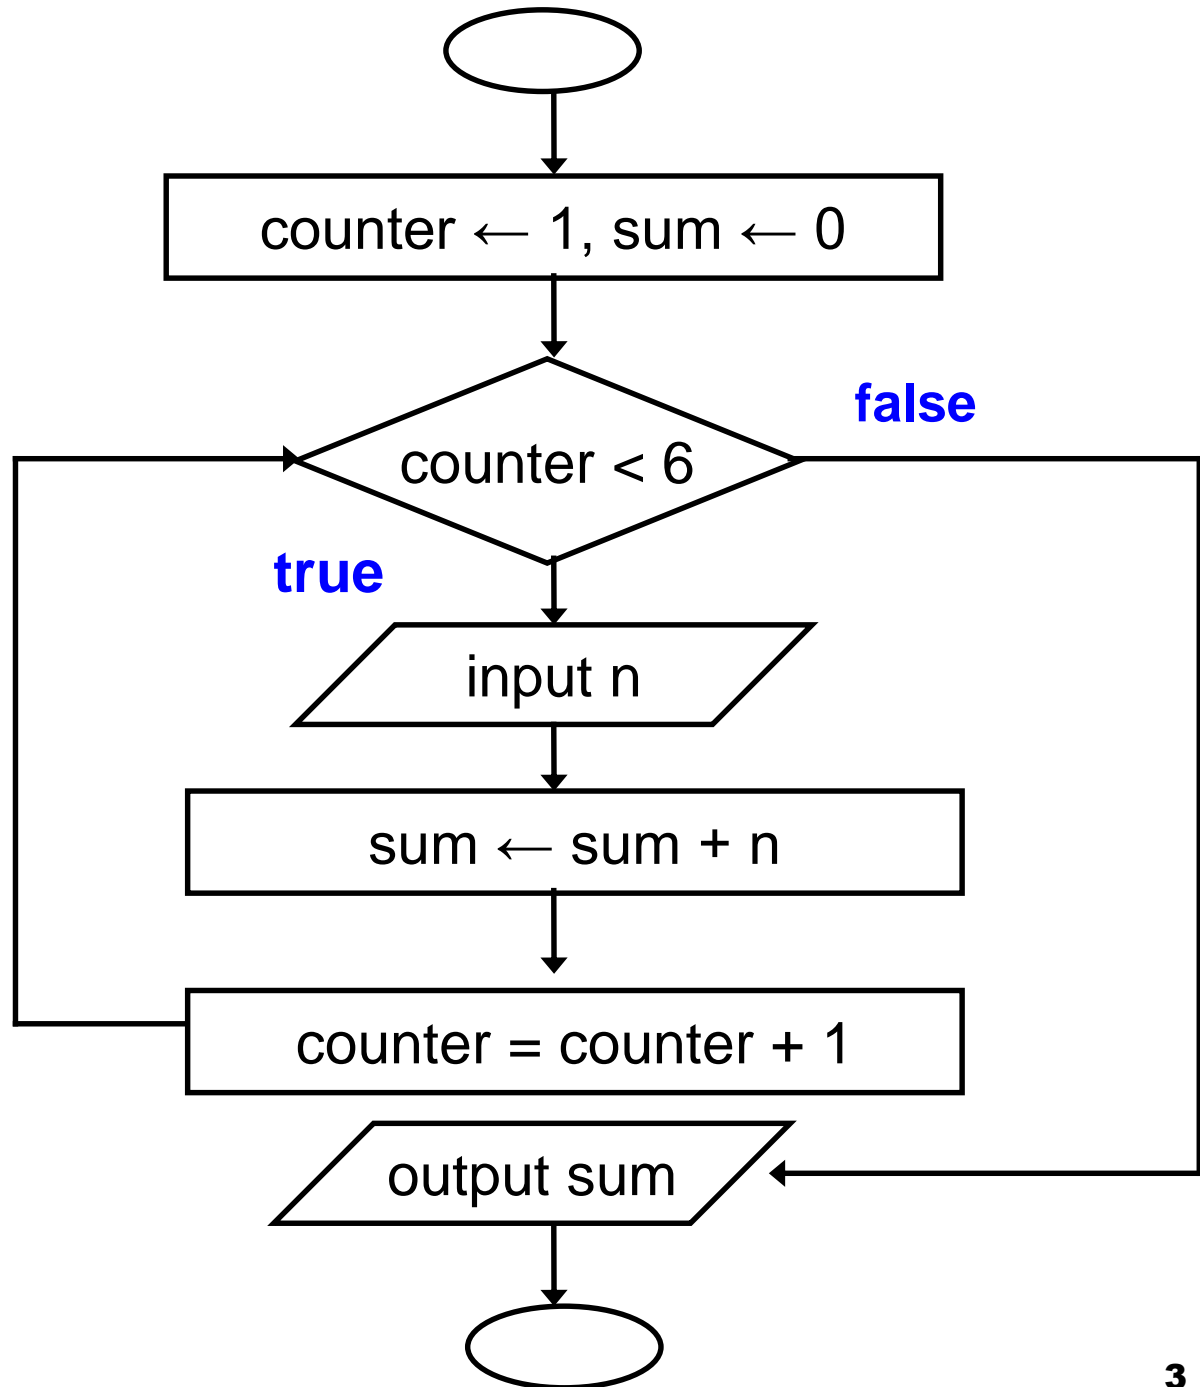 counter ← 1, sum ← 0
false
counter < 6
true
input n
sum ← sum + n
counter = counter + 1
output sum
3